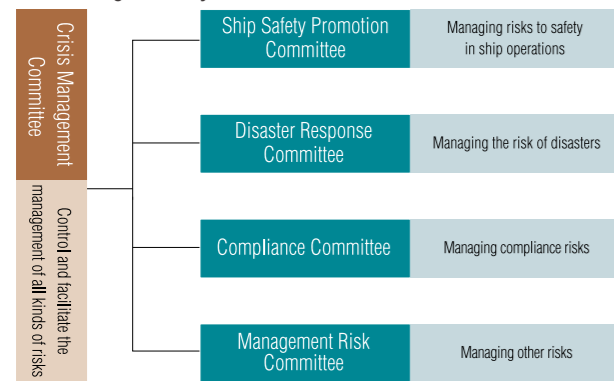 Crisis Management
Committee
Control and facilitate the
management of all kinds of risks
Ship Safety Promotion
Committee
Managing risks to safety
in ship operations
Disaster Response
Committee
Managing the risk of disasters
Compliance Committee
Managing compliance risks
Management Risk
Committee
Managing other risks